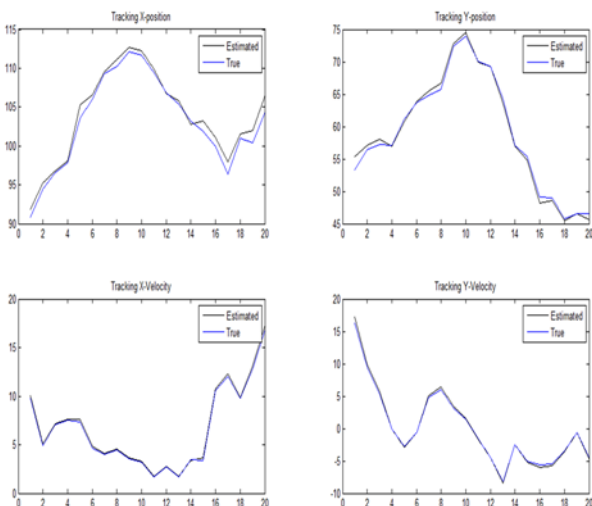 Tracking X-position
115
110
105
100
95
90
0 2 4 6 8 10 12 14 16 18 20
Estimated
True
Tracking Y-position
75
70
65
60
55
50
45
0 2 4 6 8 10 12 14 16 18 20
Estimated
True
Tracking X-Velocity
20
15
10
5
0
0 2 4 6 8 10 12 14 16 18 20
Estimated
True
Tracking Y-Velocity
20
15
10
5
0
-5
-10
0 2 4 6 8 10 12 14 16 18 20
Estimated
True